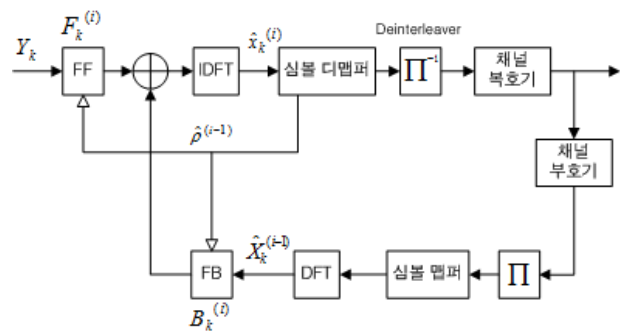 Deinterleaver
F_k^(i)
Y_k
FF
IDFT
x̂_k^(i)
심볼 디맵퍼
∏^-1
채널
복호기
ρ̂^(i-1)
채널
부호기
FB
B_k^(i)
X̂_k^(i-1)
DFT
심볼 맵퍼
∏